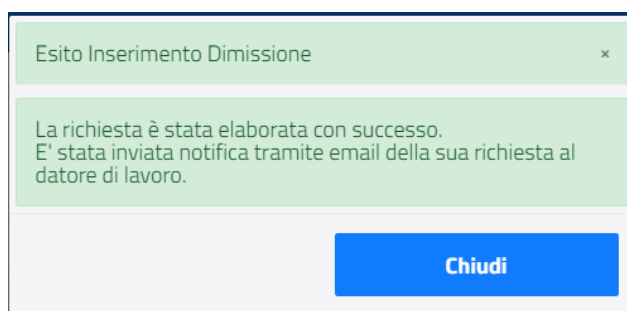 Esito Inserimento Dimissione ×
La richiesta è stata elaborata con successo.
E' stata inviata notifica tramite email della sua richiesta al
datore di lavoro.
Chiudi